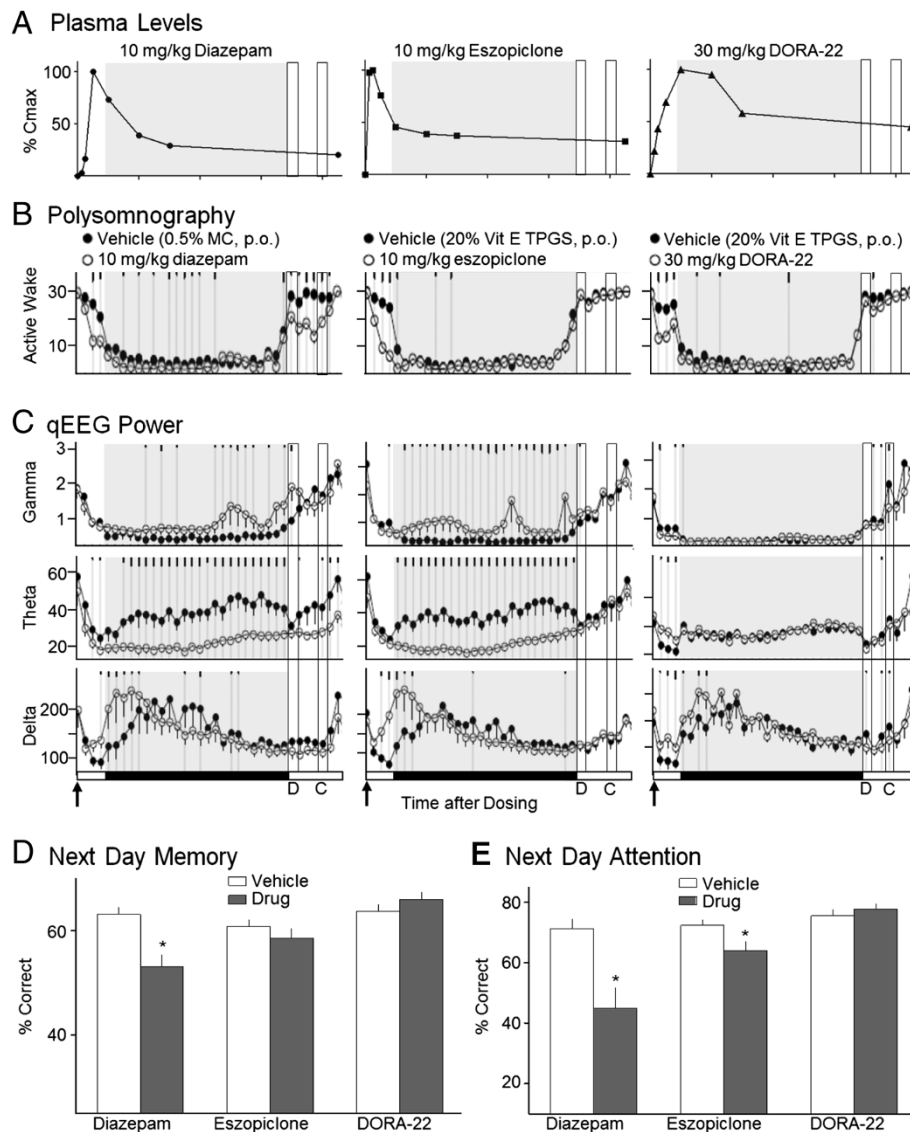 A Plasma Levels
10 mg/kg Diazepam
10 mg/kg Eszopiclone
30 mg/kg DORA-22
% Cmax
100
50
B Polysomnography
Vehicle (0.5% MC, p.o.)
10 mg/kg diazepam
Vehicle (20% Vit E TPGS, p.o.)
10 mg/kg eszopiclone
Vehicle (20% Vit E TPGS, p.o.)
30 mg/kg DORA-22
Active Wake
30
20
10
C qEEG Power
Gamma
3
2
1
Theta
60
40
20
Delta
200
100
D C
D C
D C
Time after Dosing
D Next Day Memory
Vehicle
Drug
% Correct
60
40
*
Diazepam Eszopiclone DORA-22
E Next Day Attention
Vehicle
Drug
% Correct
80
60
40
20
*
*
Diazepam Eszopiclone DORA-22